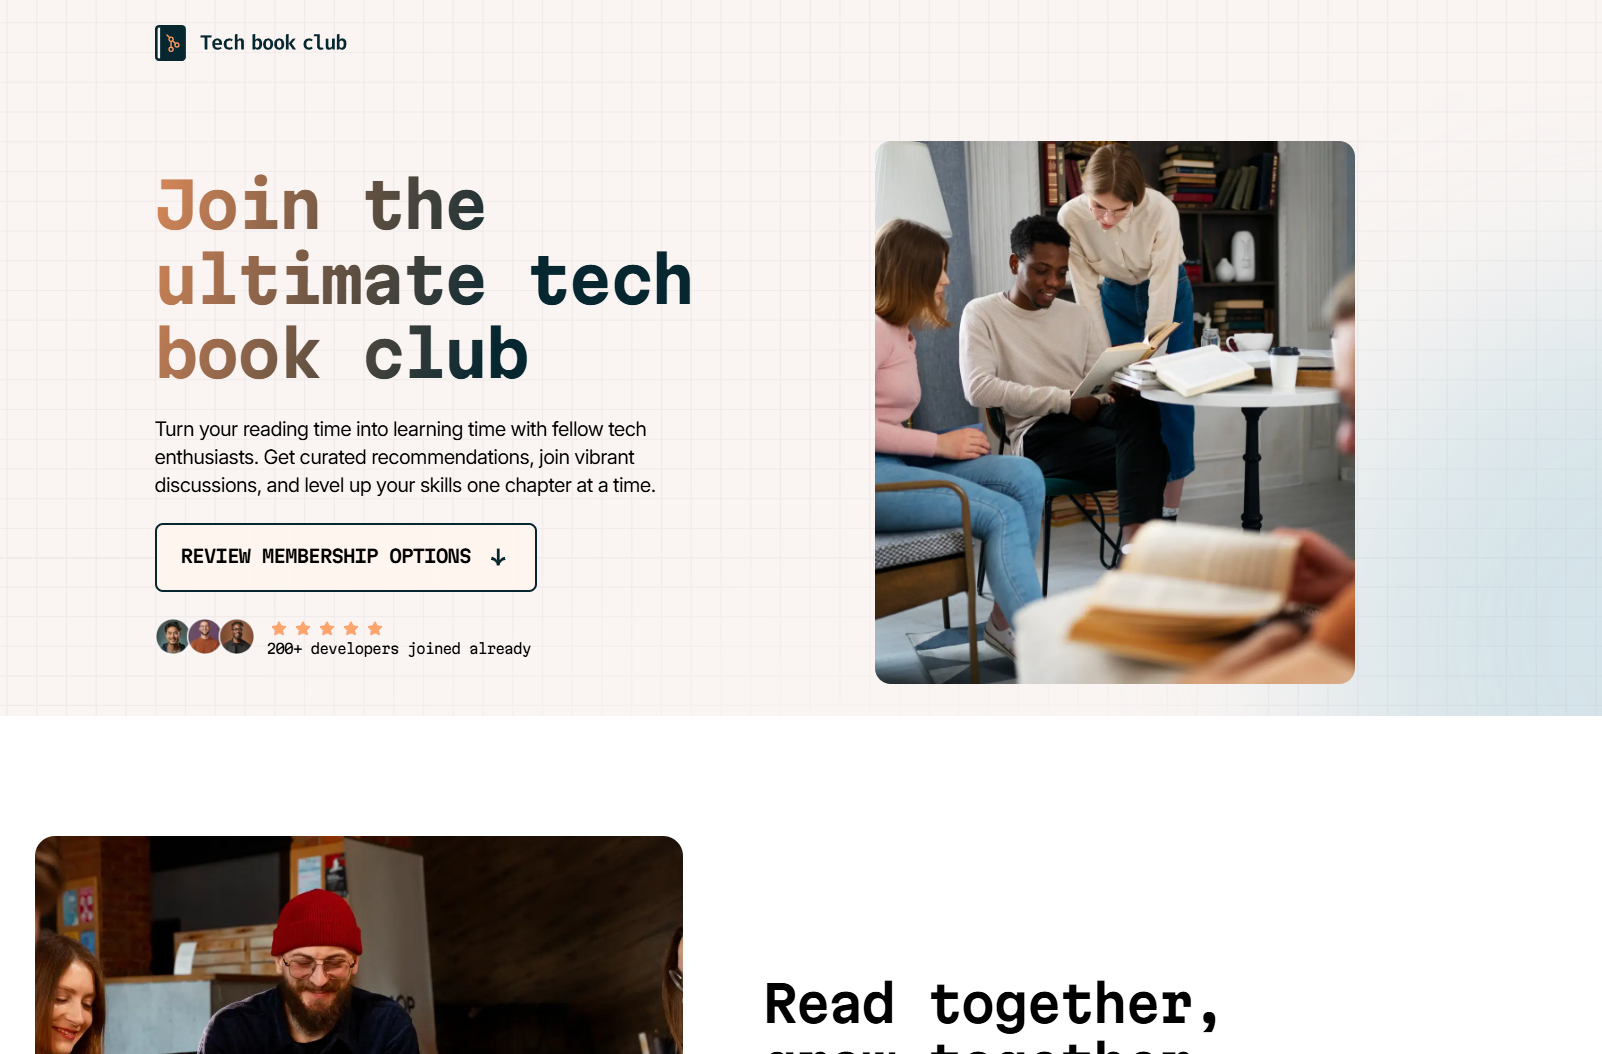 Tech book club
Join the
ultimate tech
book club
Turn your reading time into learning time with fellow tech
enthusiasts. Get curated recommendations, join vibrant
discussions, and level up your skills one chapter at a time.
REVIEW MEMBERSHIP OPTIONS
200+ developers joined already
Read together,
grow together